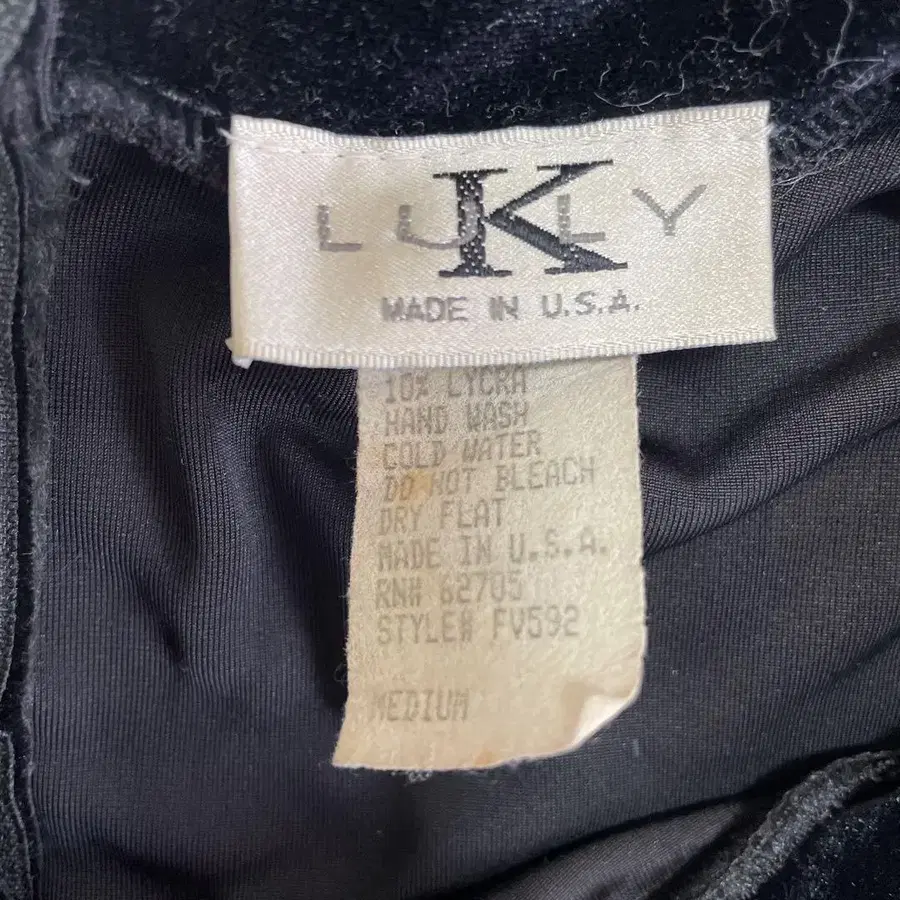 LULLY
K
MADE IN U.S.A.
10% LYCRA
HAND WASH
COLD WATER
DO NOT BLEACH
DRY FLAT
MADE IN U.S.A.
RN# 62705
STYLE# FV592
MEDIUM